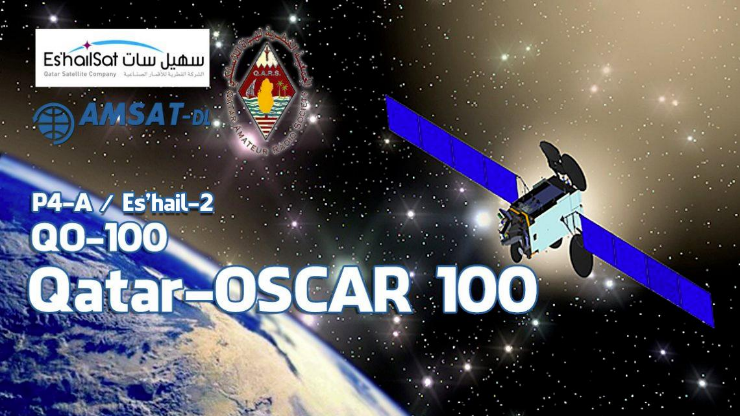 Es'hailSat سهيل سات
Qatar Satellite Company الشركة القطرية للأقمار الصناعية
Q.A.R.S.
AMSAT-DL
P4-A / Es'hail-2
QO-100
Qatar-OSCAR 100